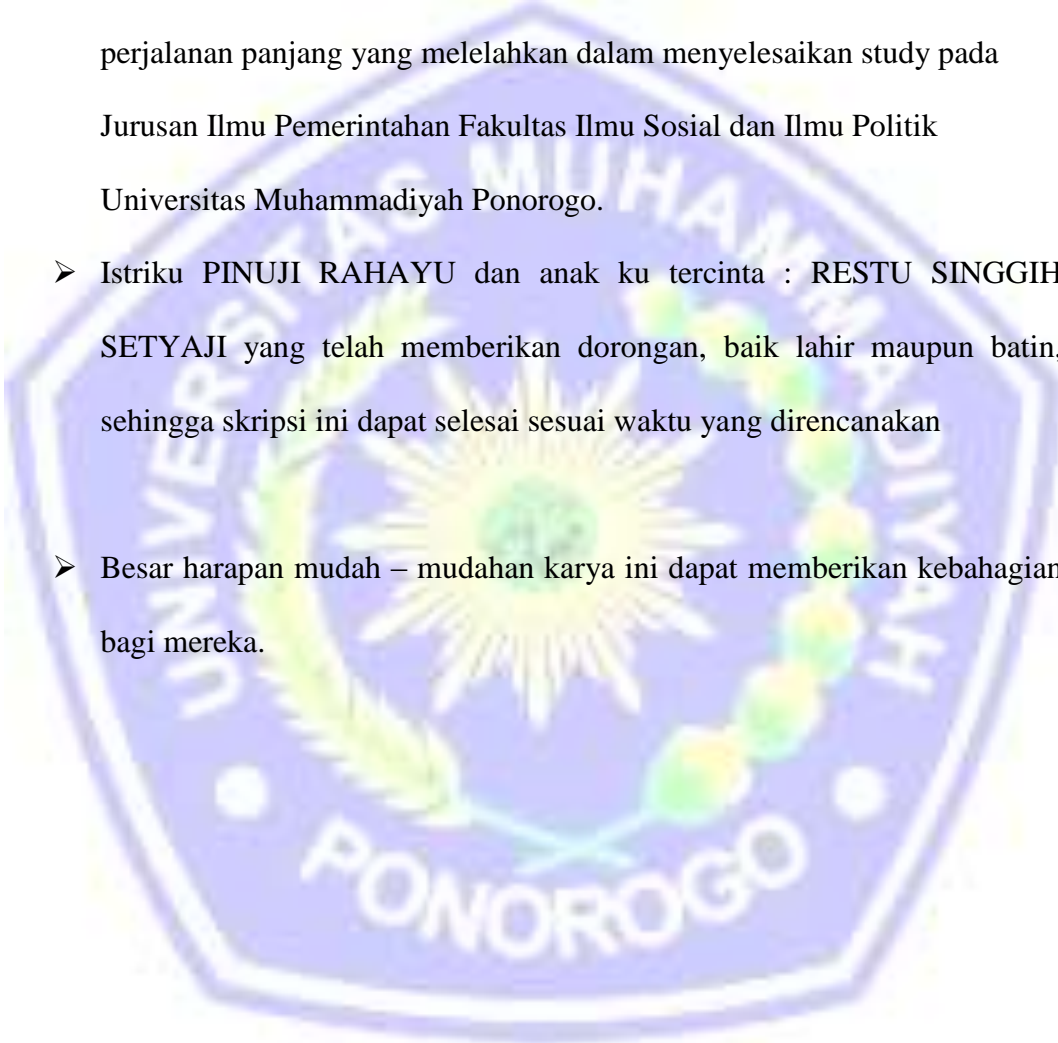 perjalanan panjang yang melelahkan dalam menyelesaikan study pada
Jurusan Ilmu Pemerintahan Fakultas Ilmu Sosial dan Ilmu Politik
Universitas Muhammadiyah Ponorogo.
➢ Istriku PINUJI RAHAYU dan anak ku tercinta : RESTU SINGGIH
SETYAJI yang telah memberikan dorongan, baik lahir maupun batin,
sehingga skripsi ini dapat selesai sesuai waktu yang direncanakan
➢ Besar harapan mudah – mudahan karya ini dapat memberikan kebahagian
bagi mereka.
UNIVERSITAS MUHAMMADIYAH
PONOROGO